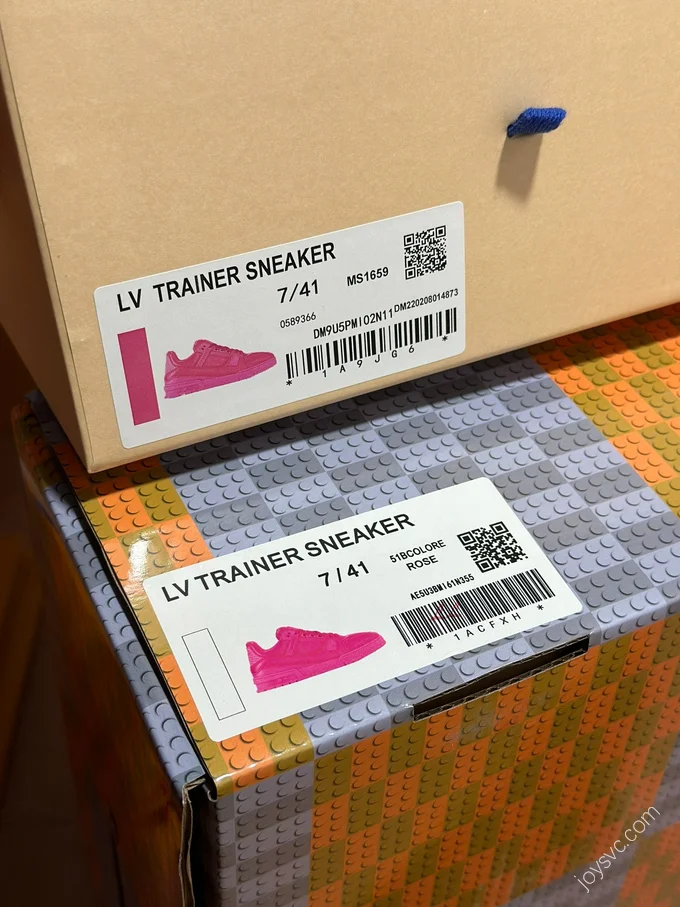 LV TRAINER SNEAKER
7/41 MS1659
0589366
DM9U5PMI02N11 DM220208014873
* 1A9JG6 *
LV TRAINER SNEAKER
7/41 51BCOLORE
ROSE
AE5U3BMI61N355
* 1ACFXH *
joysvc.com